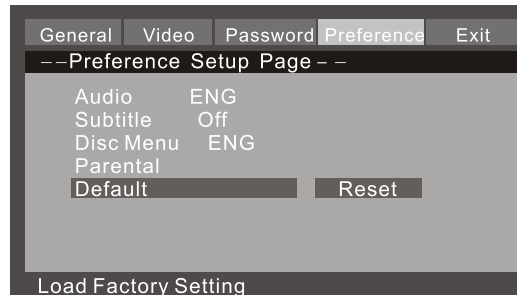 General Video Password Preference Exit
--Preference Setup Page--
Audio ENG
Subtitle Off
Disc Menu ENG
Parental
Default Reset
Load Factory Setting